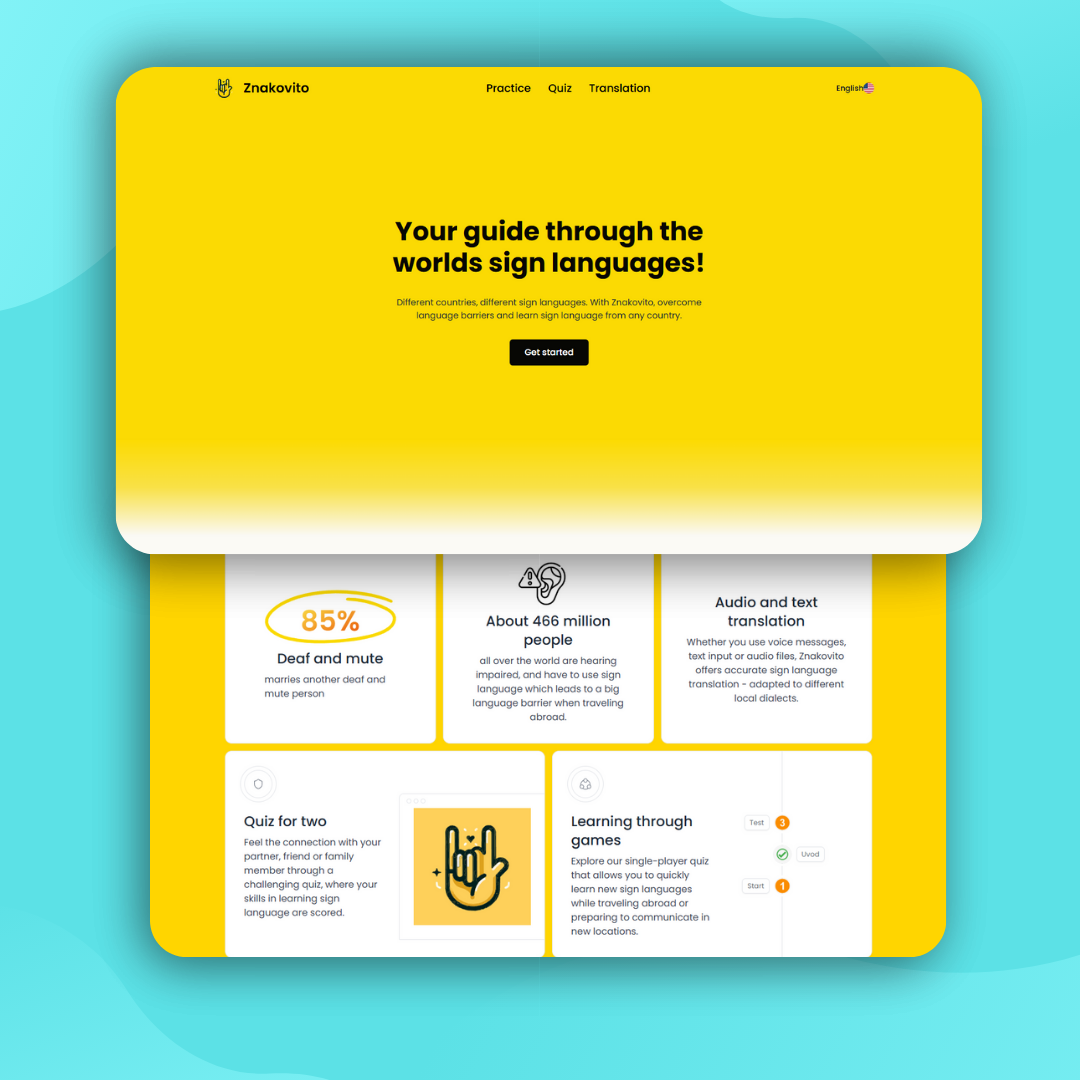 Znakovito
Practice Quiz Translation
English
Your guide through the
worlds sign languages!
Different countries, different sign languages. With Znakovito, overcome
language barriers and learn sign language from any country.
Get started
85%
Deaf and mute
marries another deaf and
mute person
About 466 million
people
all over the world are hearing
impaired, and have to use sign
language which leads to a big
language barrier when traveling
abroad.
Audio and text
translation
Whether you use voice messages,
text input or audio files, Znakovito
offers accurate sign language
translation - adapted to different
local dialects.
Quiz for two
Feel the connection with your
partner, friend or family
member through a
challenging quiz, where your
skills in learning sign
language are scored.
Learning through
games
Explore our single-player quiz
that allows you to quickly
learn new sign languages
while traveling abroad or
preparing to communicate in
new locations.
Test 3
Uvod
Start 1